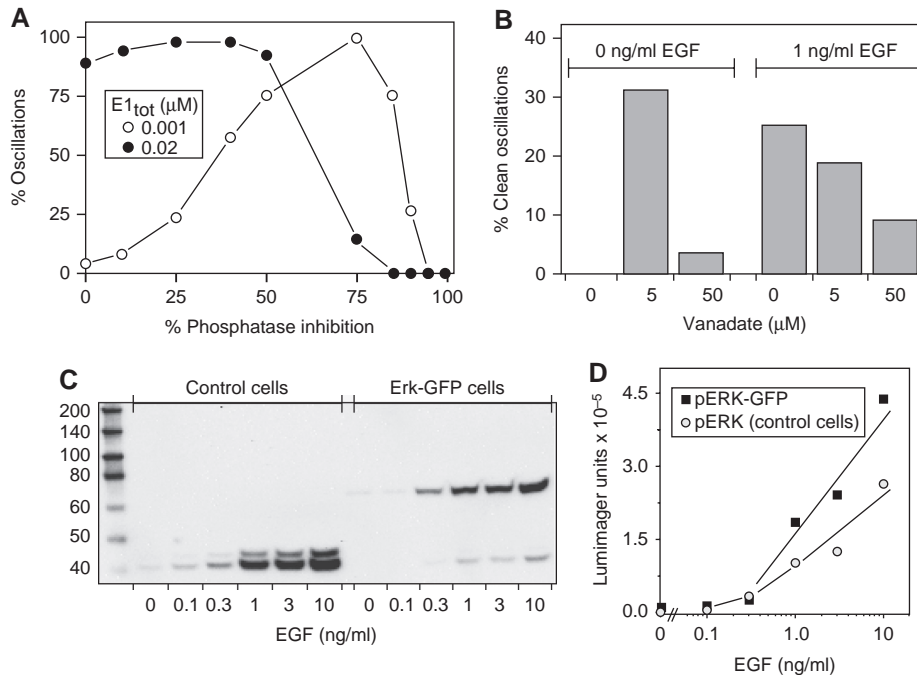 A
100
75
50
25
0
% Oscillations
E1tot (μM)
0.001
0.02
0 25 50 75 100
% Phosphatase inhibition
B
0 ng/ml EGF 1 ng/ml EGF
30
20
10
0
% Clean oscillations
0 5 50 0 5 50
Vanadate (μM)
C
Control cells Erk-GFP cells
200
140
100
80
60
50
40
0 0.1 0.3 1 3 10 0 0.1 0.3 1 3 10
EGF (ng/ml)
D
pERK-GFP
pERK (control cells)
4.5
3.0
1.5
0.0
Lumimager units x 10–5
0 0.1 1.0 10
EGF (ng/ml)